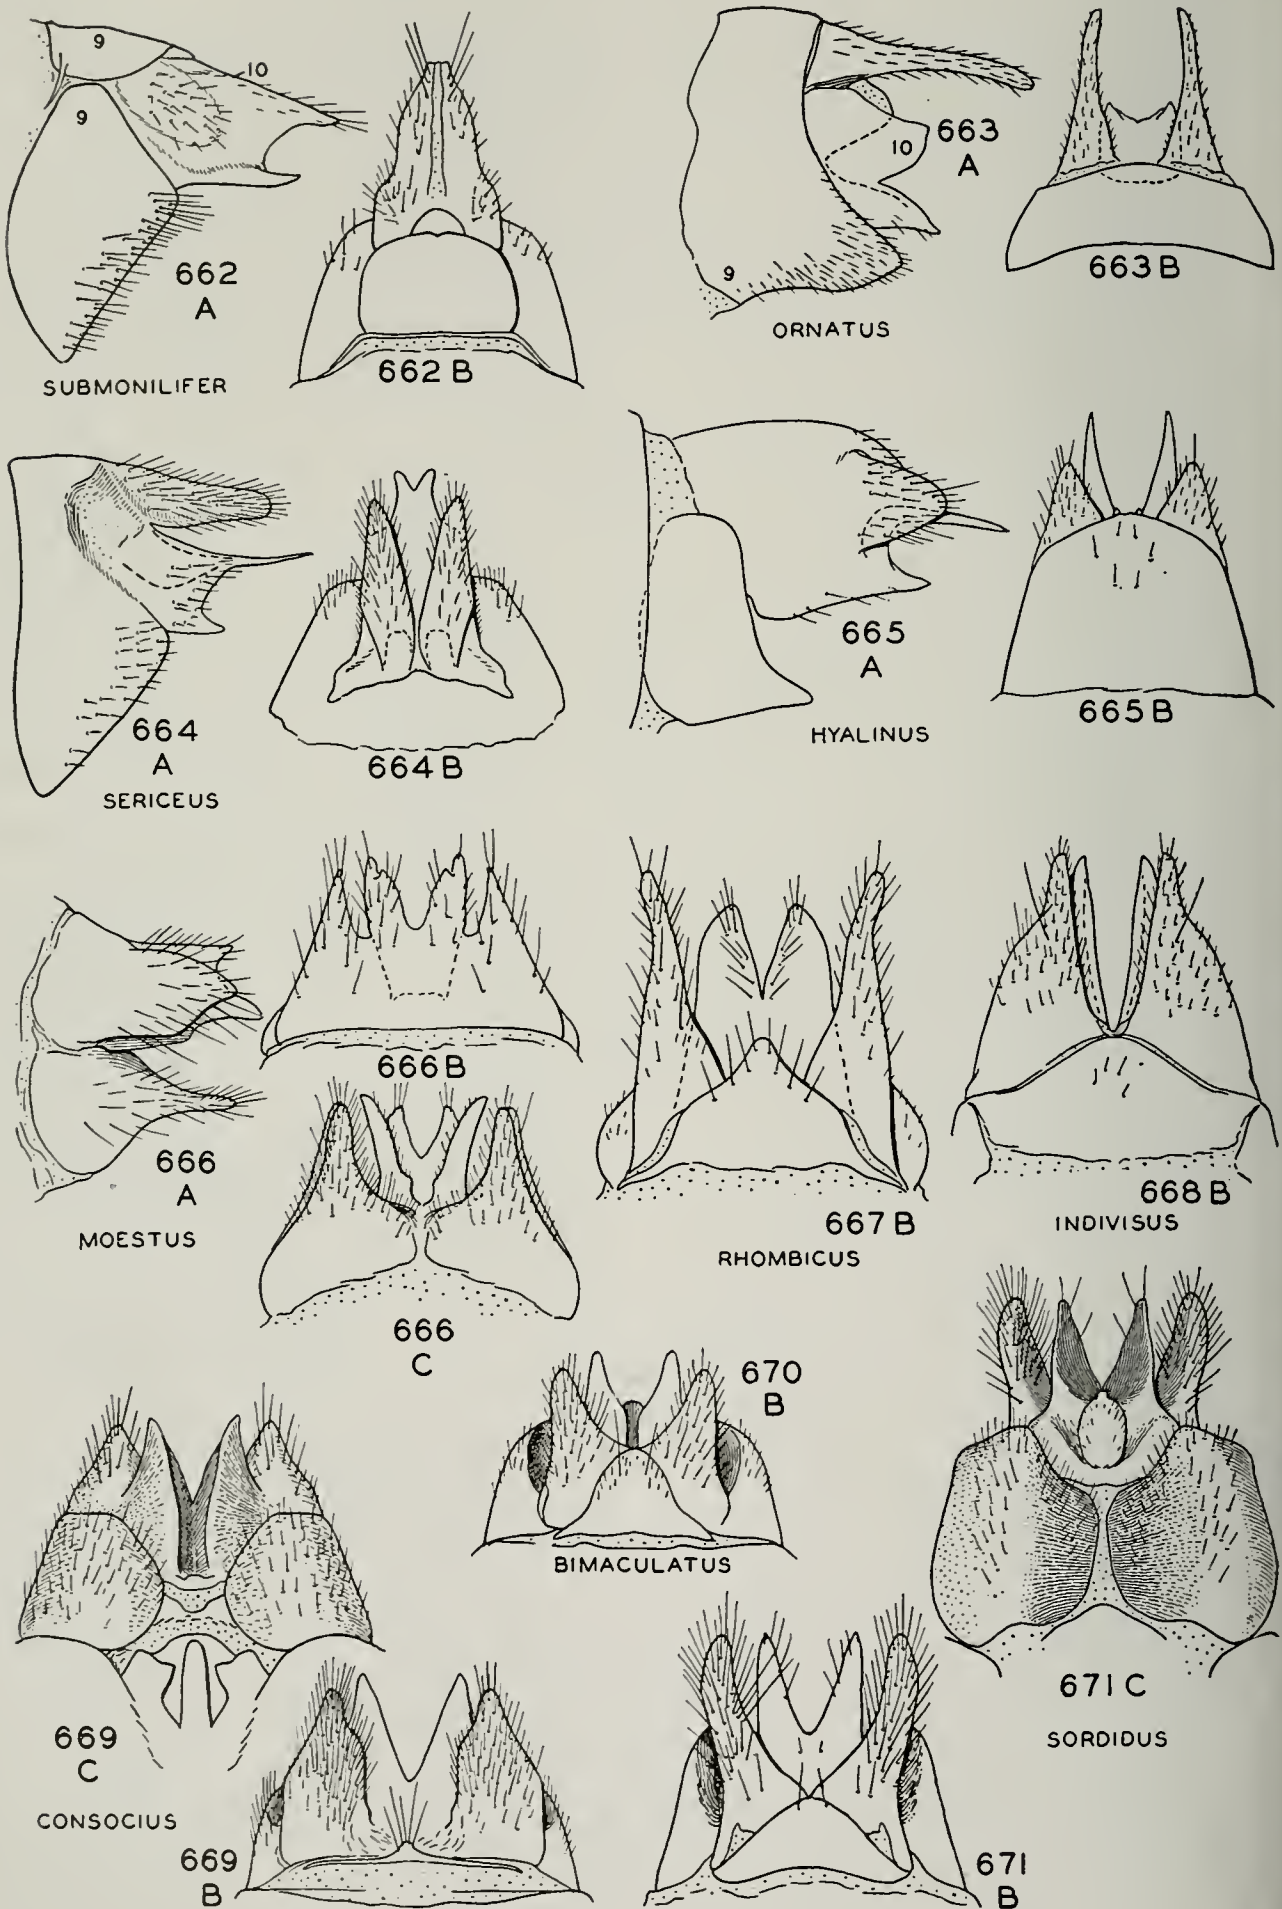 9
10
9
662
A
662 B
SUBMONILIFER
10
663
A
9
663 B
ORNATUS
664
A
664 B
SERICEUS
665
A
665 B
HYALINUS
666 B
666
A
MOESTUS
666
C
667 B
RHOMBICUS
668 B
INDIVISUS
670
B
BIMACULATUS
669
C
CONSOCIUS
669
B
671 C
SORDIDUS
671
B